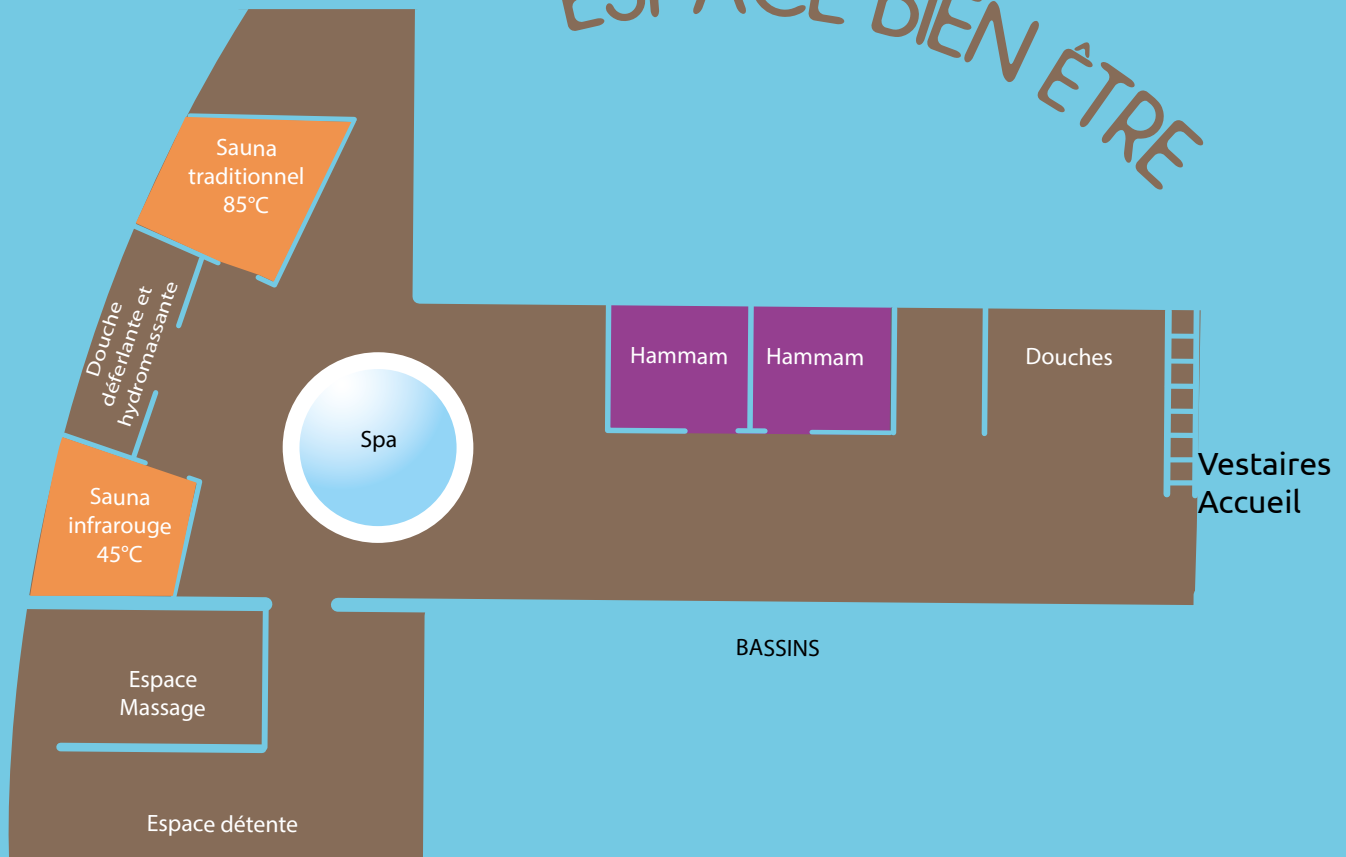 ESPACE BIEN ÊTRE
Sauna
traditionnel
85°C
Douche
déferlante et
hydromassante
Hammam
Hammam
Douches
Spa
Vestaires
Accueil
Sauna
infrarouge
45°C
BASSINS
Espace
Massage
Espace détente